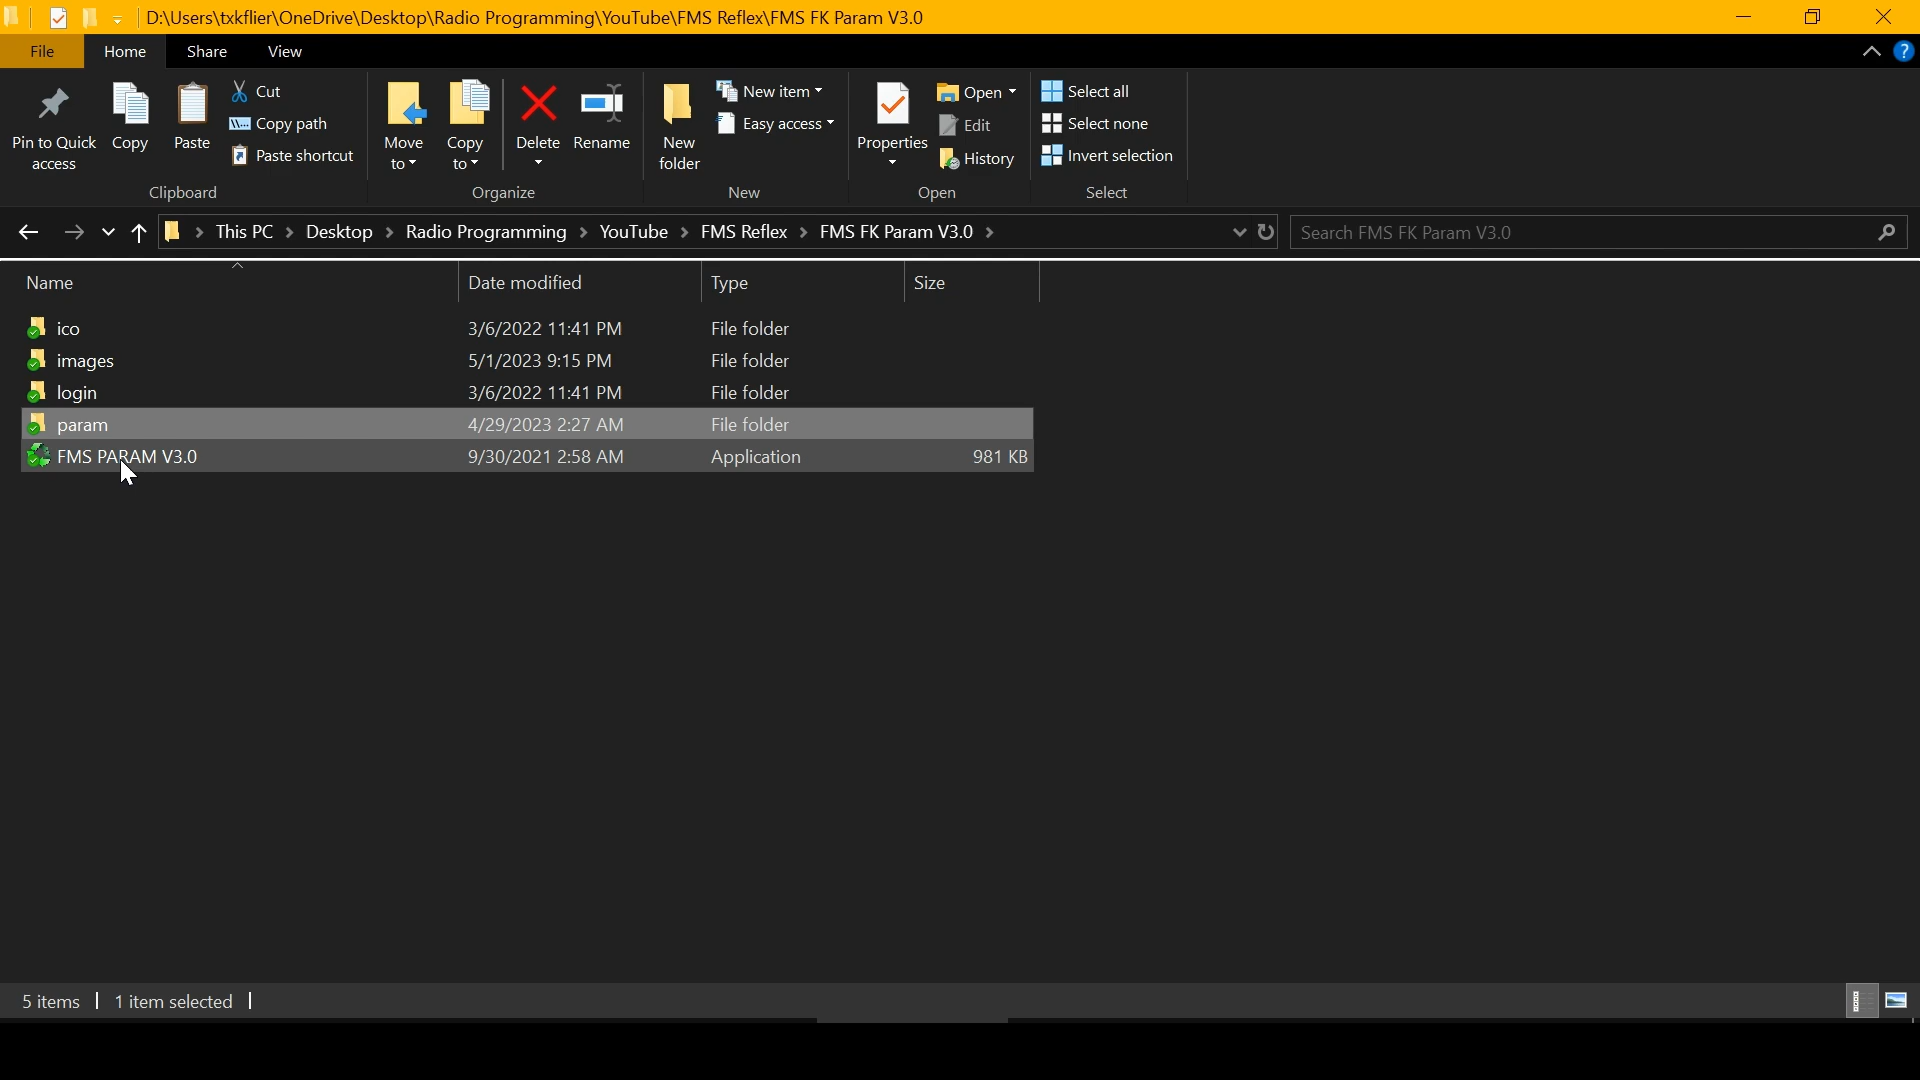 D:\Users\txkflier\OneDrive\Desktop\Radio Programming\YouTube\FMS Reflex\FMS FK Param V3.0
File Home Share View ?
Pin to Quick access
Copy
Paste
Cut
Copy path
Paste shortcut
Clipboard
Move to
Copy to
Delete
Rename
Organize
New folder
New item
Easy access
New
Properties
Open
Edit
History
Open
Select all
Select none
Invert selection
Select
This PC > Desktop > Radio Programming > YouTube > FMS Reflex > FMS FK Param V3.0 >
Search FMS FK Param V3.0
Name Date modified Type Size
ico 3/6/2022 11:41 PM File folder
images 5/1/2023 9:15 PM File folder
login 3/6/2022 11:41 PM File folder
param 4/29/2023 2:27 AM File folder
FMS PARAM V3.0 9/30/2021 2:58 AM Application 981 KB
5 items 1 item selected